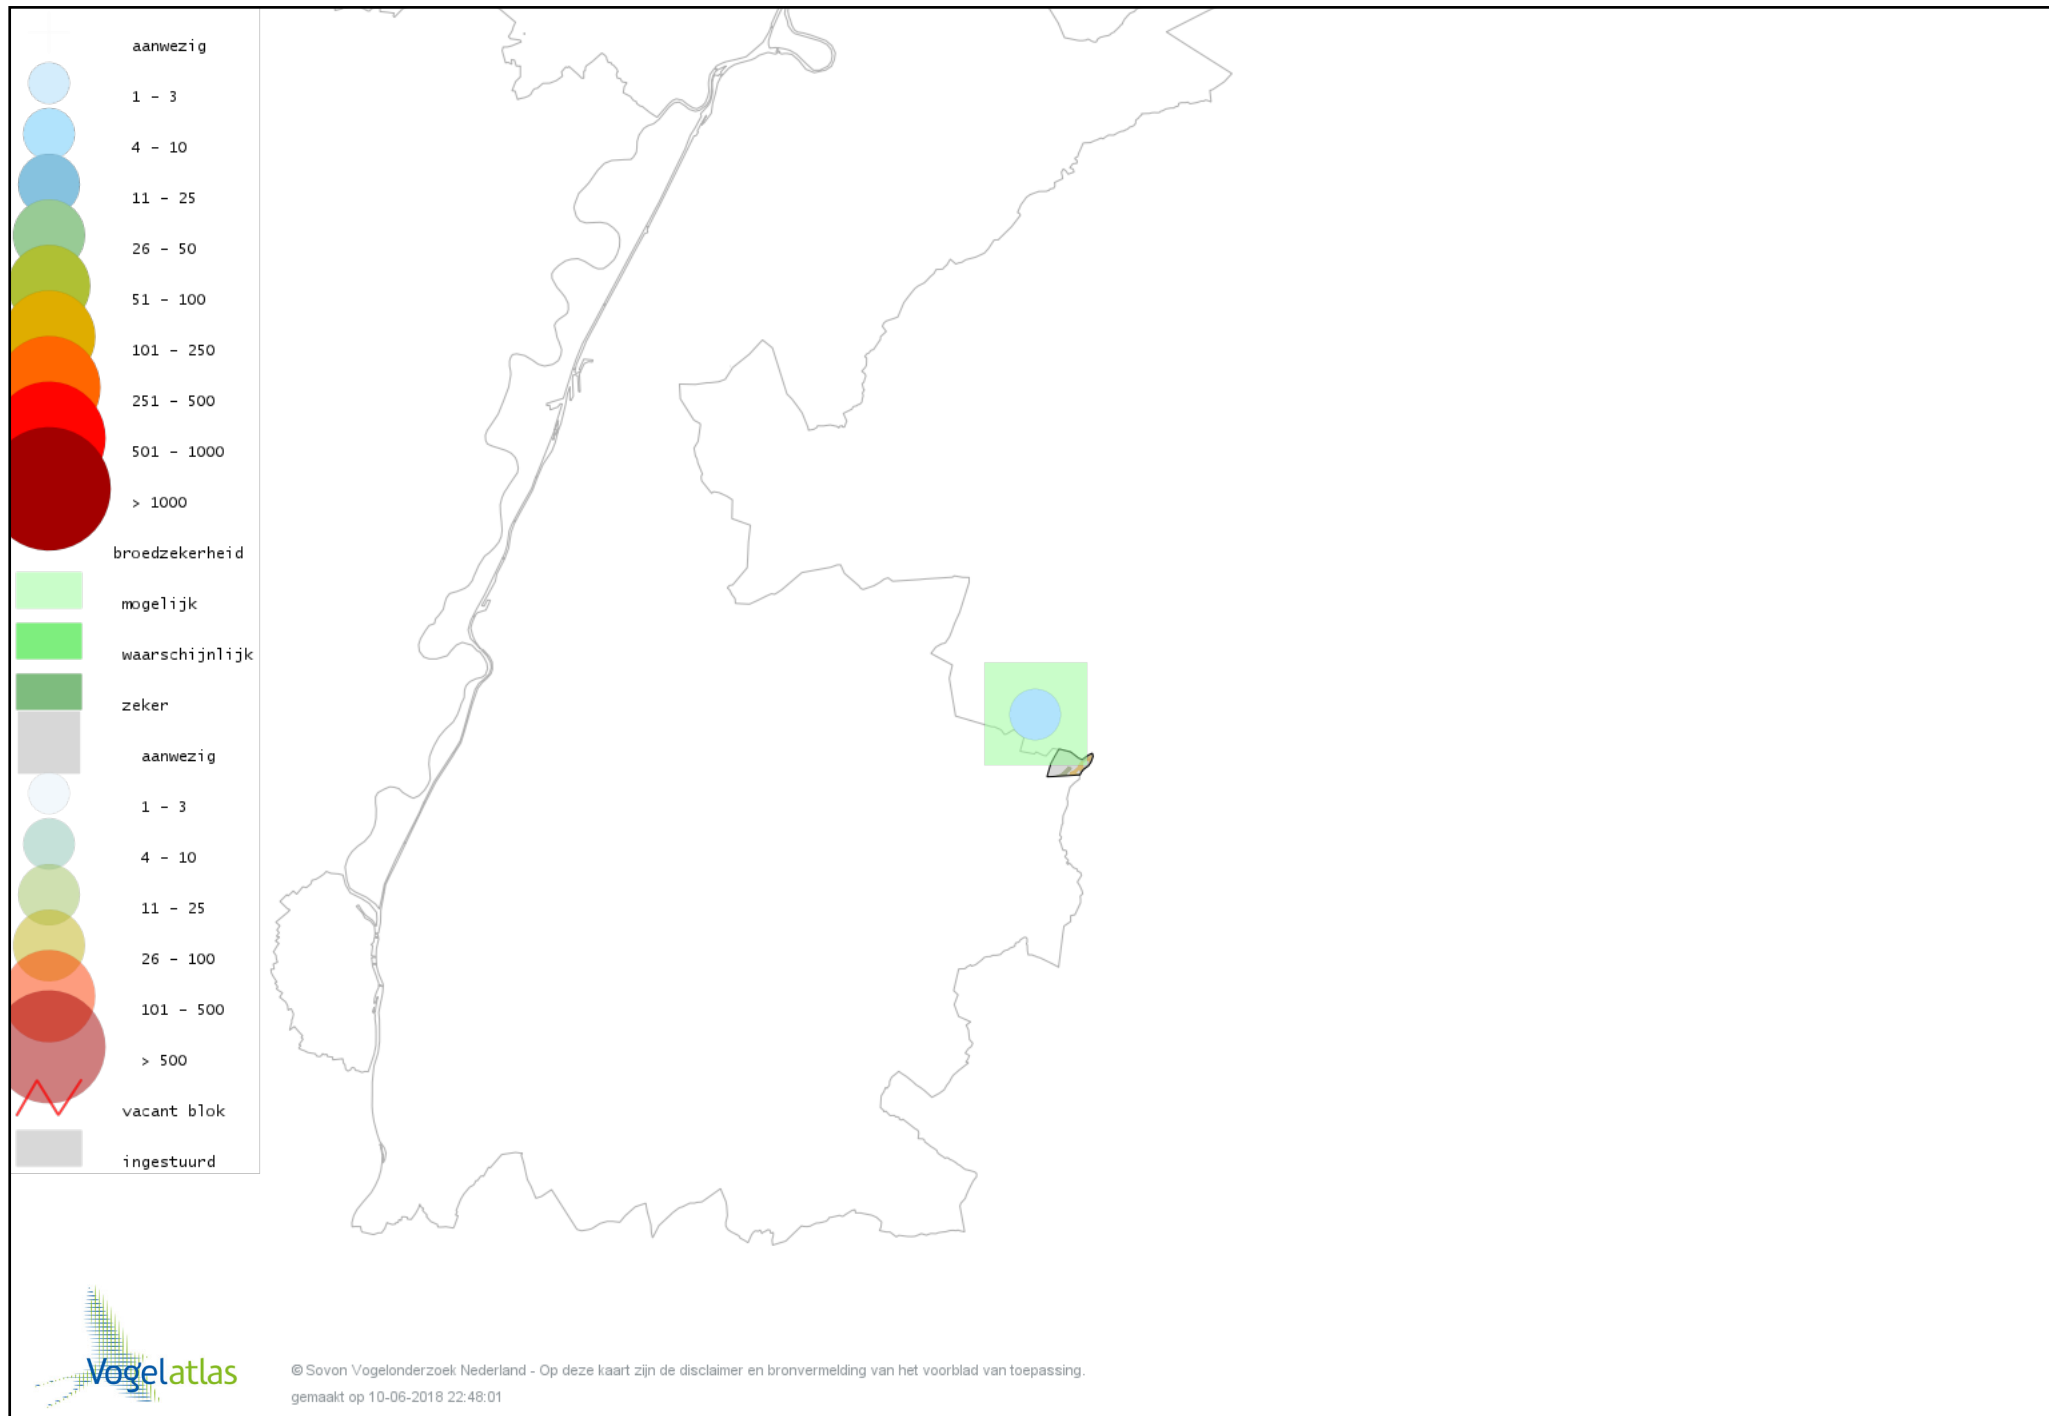 aanwezig
1 – 3
4 – 10
11 – 25
26 – 50
51 – 100
101 – 250
251 – 500
501 – 1000
> 1000
broedzekerheid
mogelijk
waarschijnlijk
zeker
aanwezig
1 – 3
4 – 10
11 – 25
26 – 100
101 – 500
> 500
vacant blok
ingestuurd
Vogelatlas
© Sovon Vogelonderzoek Nederland - Op deze kaart zijn de disclaimer en bronvermelding van het voorblad van toepassing.
gemaakt op 10-06-2018 22:48:01